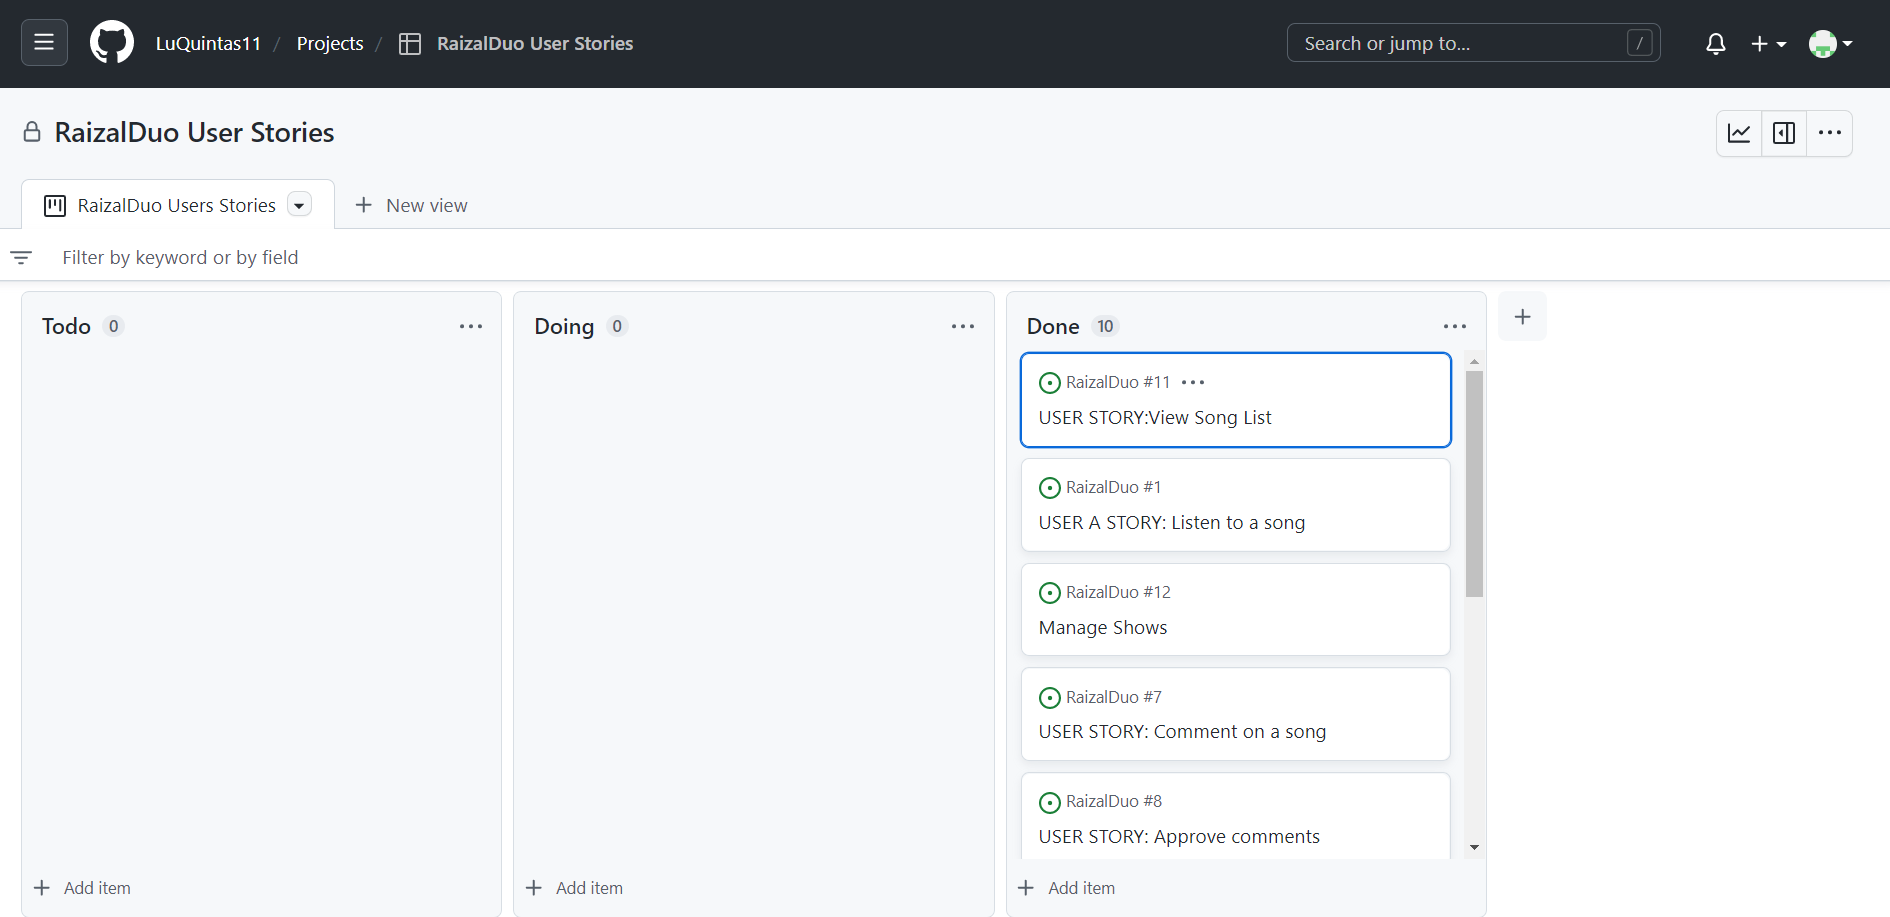 LuQuintas11 / Projects / RaizalDuo User Stories
Search or jump to... /
RaizalDuo User Stories
RaizalDuo Users Stories
New view
Filter by keyword or by field
Todo 0
Doing 0
Done 10
RaizalDuo #11
USER STORY:View Song List
RaizalDuo #1
USER A STORY: Listen to a song
RaizalDuo #12
Manage Shows
RaizalDuo #7
USER STORY: Comment on a song
RaizalDuo #8
USER STORY: Approve comments
Add item
Add item
Add item